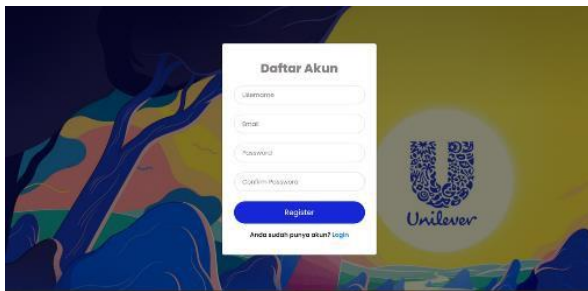 Daftar Akun
Username
Email
Password
Confirm Password
Register
Anda sudah punya akun? Login
Unilever